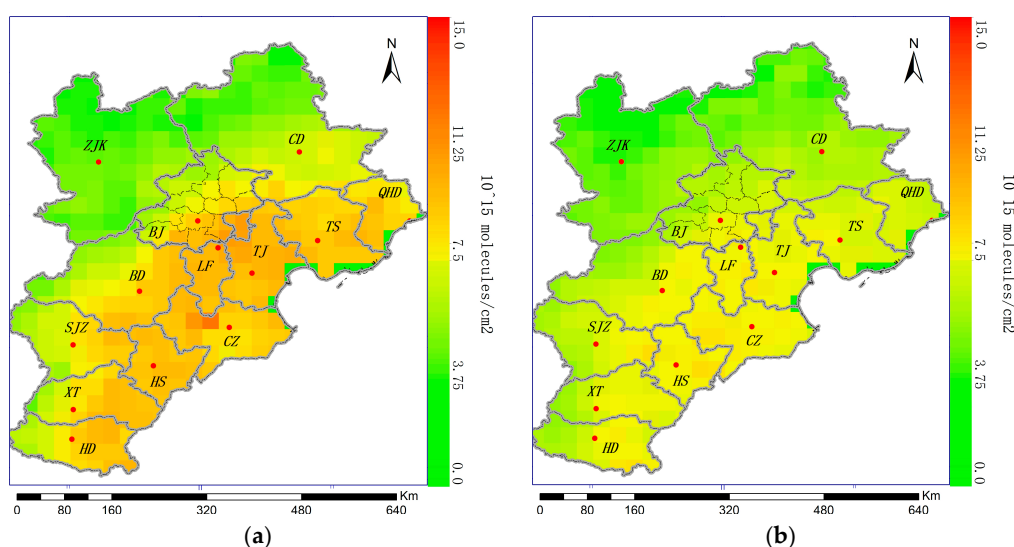 N
ZJK
CD
QHD
BJ
TS
TJ
LF
BD
SJZ
CZ
HS
XT
HD
15.0
11.25
7.5
3.75
0.0
10^15 molecules/cm2
0 80 160 320 480 640
Km
(a)
N
ZJK
CD
QHD
BJ
TS
TJ
LF
BD
SJZ
CZ
HS
XT
HD
15.0
11.25
7.5
3.75
0.0
10 15 molecules/cm2
0 80 160 320 480 640
Km
(b)